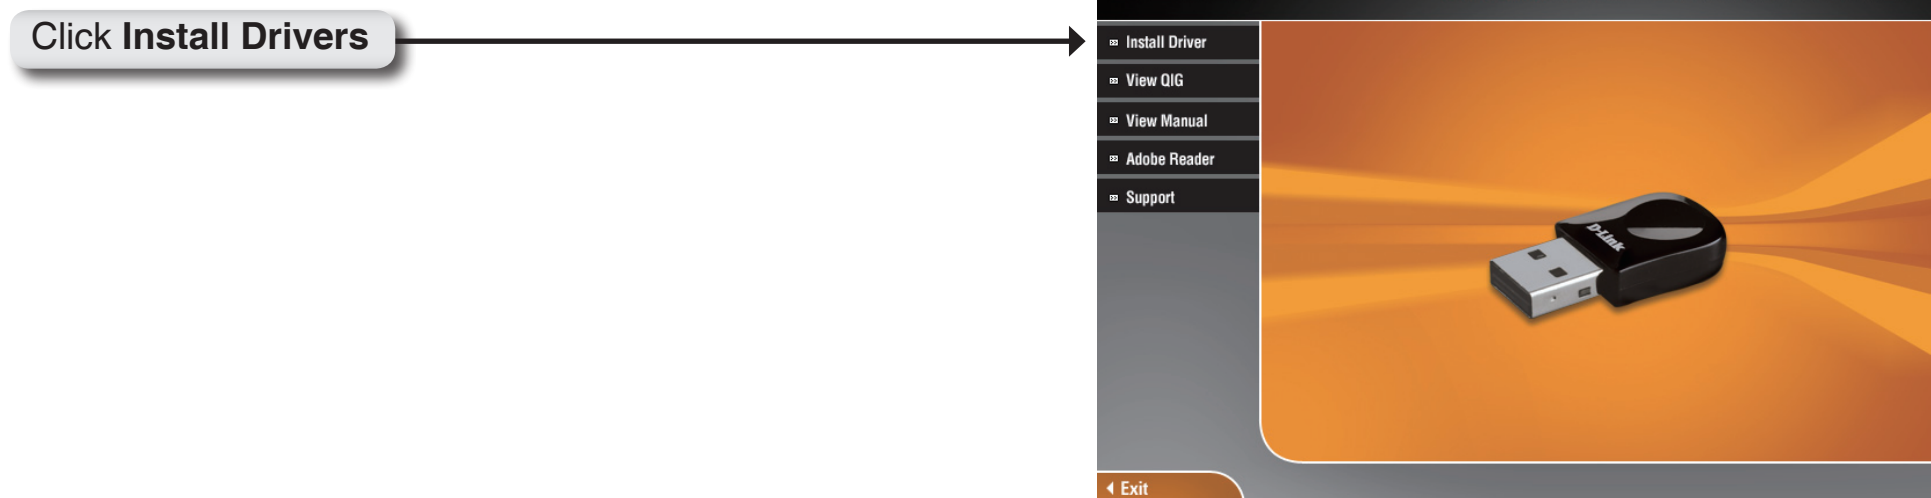 Click Install Drivers
Install Driver
View QIG
View Manual
Adobe Reader
Support
D-Link
Exit